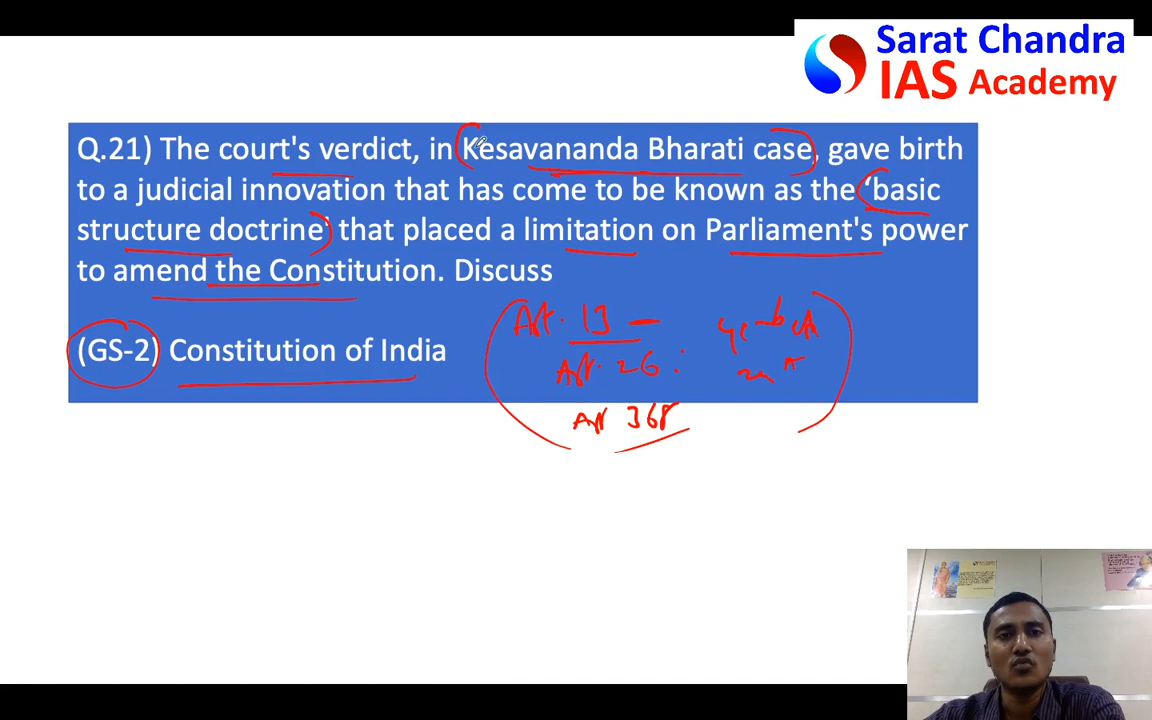 Sarat Chandra
IAS Academy
Q.21) The court's verdict, in Kesavananda Bharati case, gave birth
to a judicial innovation that has come to be known as the 'basic
structure doctrine' that placed a limitation on Parliament's power
to amend the Constitution. Discuss
(GS-2) Constitution of India
Art. 13 –
Art. 26 :
Art 368